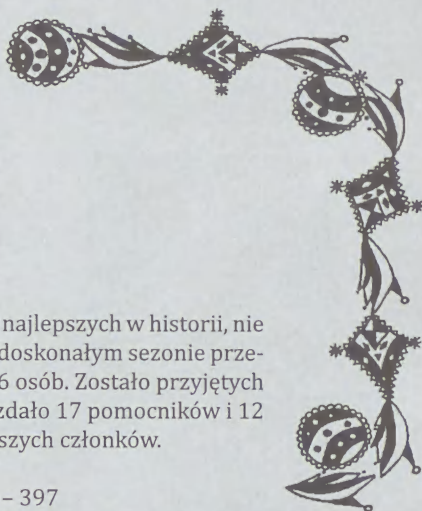 najlepszych w historii, nie
doskonałym sezonie prze-
6 osób. Zostało przyjętych
zdało 17 pomocników i 12
szych członków.
– 397